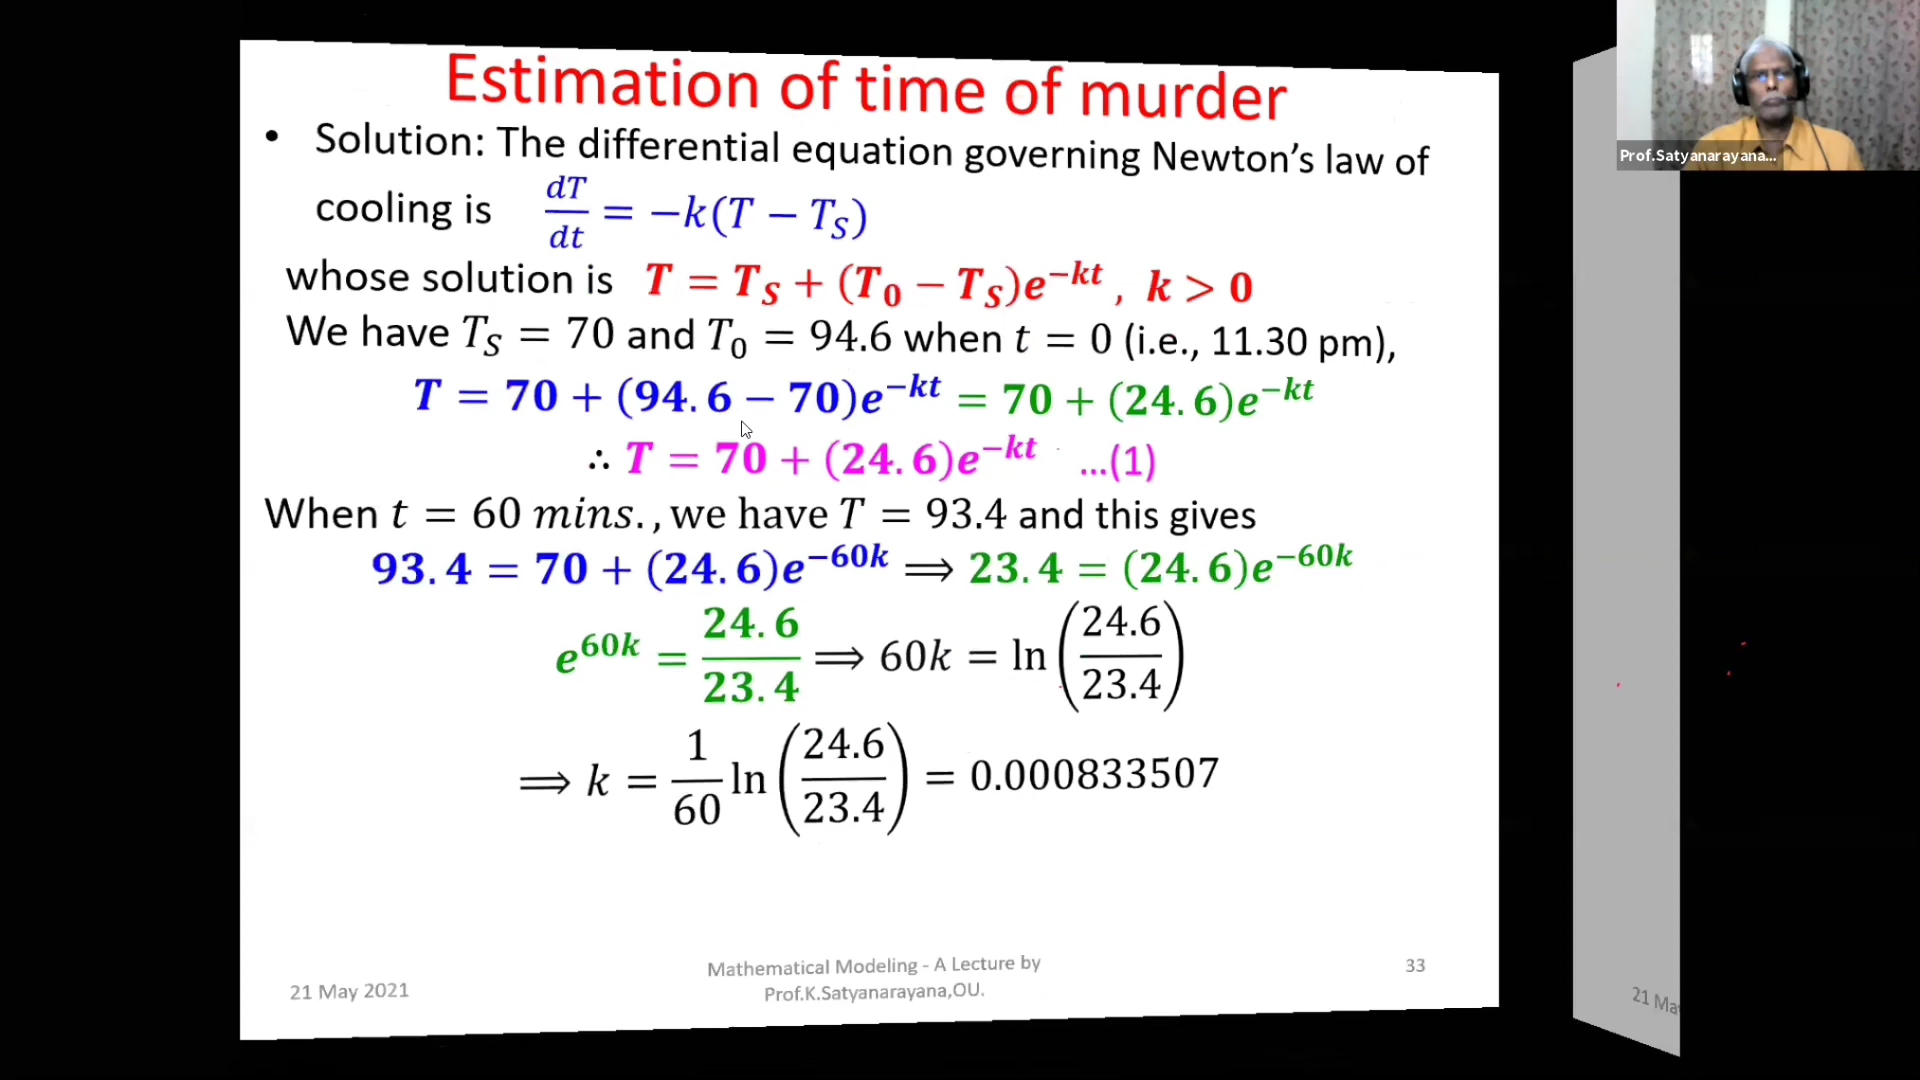 Estimation of time of murder
• Solution: The differential equation governing Newton's law of
cooling is dT/dt = −k(T − T_S)
whose solution is T = T_S + (T_0 − T_S)e^{−kt} , k > 0
We have T_S = 70 and T_0 = 94.6 when t = 0 (i.e., 11.30 pm),
T = 70 + (94.6 − 70)e^{−kt} = 70 + (24.6)e^{−kt}
∴ T = 70 + (24.6)e^{−kt} ...(1)
When t = 60 mins., we have T = 93.4 and this gives
93.4 = 70 + (24.6)e^{−60k} ⟹ 23.4 = (24.6)e^{−60k}
e^{60k} = 24.6/23.4 ⟹ 60k = ln(24.6/23.4)
⟹ k = 1/60 ln(24.6/23.4) = 0.000833507
21 May 2021
Mathematical Modeling - A Lecture by
Prof.K.Satyanarayana,OU.
33
Prof.Satyanarayana...
21 Ma